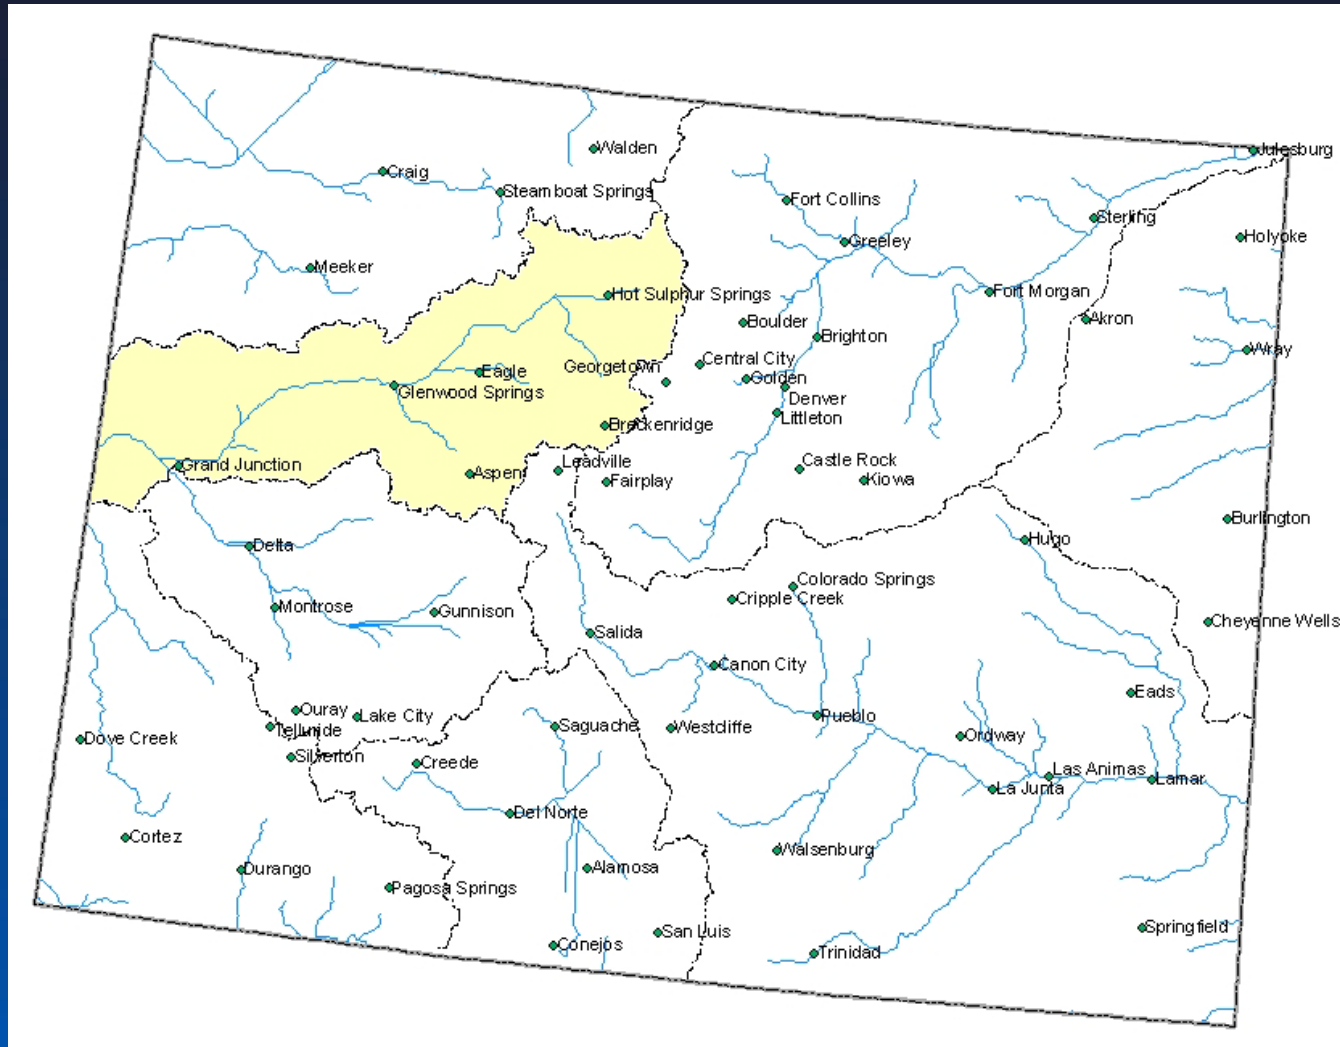 Julesburg
Walden
Craig
Steamboat Springs
Fort Collins
Sterling
Holyoke
Greeley
Meeker
Hot Sulphur Springs
Fort Morgan
Boulder
Akron
Brighton
Wray
Central City
Georgetown
Eagle
Golden
Glenwood Springs
Denver
Littleton
Breckenridge
Castle Rock
Leadville
Grand Junction
Aspen
Fairplay
Kiowa
Burlington
Hugo
Delta
Colorado Springs
Cripple Creek
Montrose
Gunnison
Cheyenne Wells
Salida
Canon City
Eads
Ouray
Lake City
Pueblo
Telluride
Saguache
Westcliffe
Dove Creek
Ordway
Silverton
Creede
Las Animas
Lamar
La Junta
Del Norte
Cortez
Walsenburg
Alamosa
Durango
Pagosa Springs
Springfield
San Luis
Conejos
Trinidad